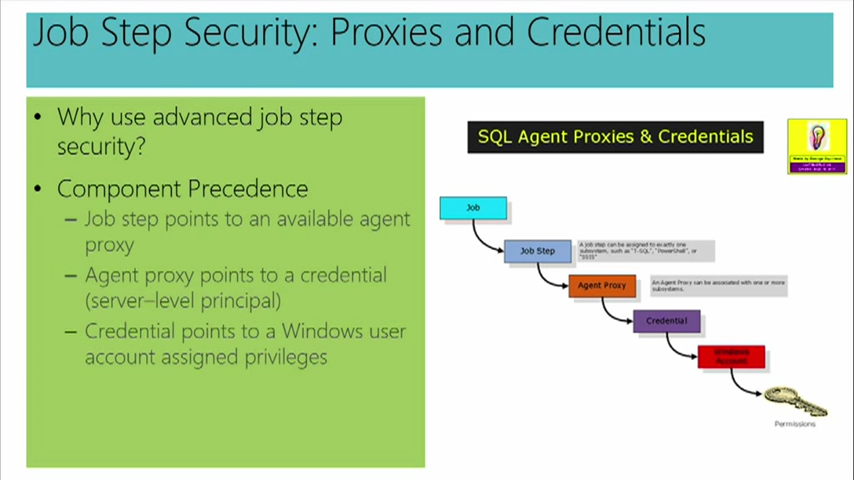 Job Step Security: Proxies and Credentials
• Why use advanced job step
security?
• Component Precedence
– Job step points to an available agent
proxy
– Agent proxy points to a credential
(server–level principal)
– Credential points to a Windows user
account assigned privileges
SQL Agent Proxies & Credentials
Job
Job Step
A job step can be assigned to exactly one
subsystem, such as "T-SQL", "PowerShell", or
"SSIS"
Agent Proxy
An Agent Proxy can be associated with one or more
subsystems.
Credential
Account
Permissions